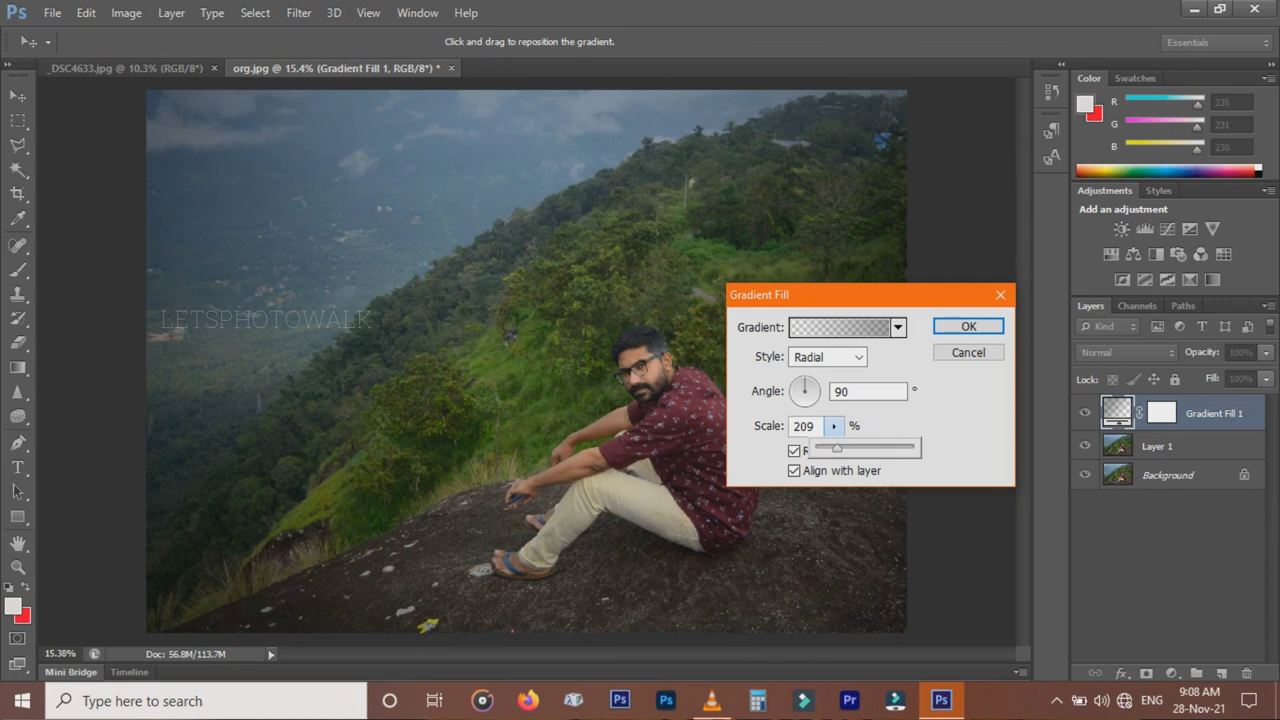 Ps File Edit Image Layer Type Select Filter 3D View Window Help
Click and drag to reposition the gradient.
Essentials
_DSC4633.jpg @ 10.3% (RGB/8*) × org.jpg @ 15.4% (Gradient Fill 1, RGB/8*) * ×
Color Swatches
R 235
G 231
B 230
Adjustments Styles
Add an adjustment
LETSPHOTOWALK
Gradient Fill
Gradient: OK
Style: Radial Cancel
Angle: 90 °
Scale: 209 %
R
Align with layer
Layers Channels Paths
Kind
Normal Opacity: 100%
Lock: Fill: 100%
Gradient Fill 1
Layer 1
Background
15.38% Doc: 56.8M/113.7M
Mini Bridge Timeline
Type here to search Ps Ps Pr Ps ENG 9:08 AM
28-Nov-21